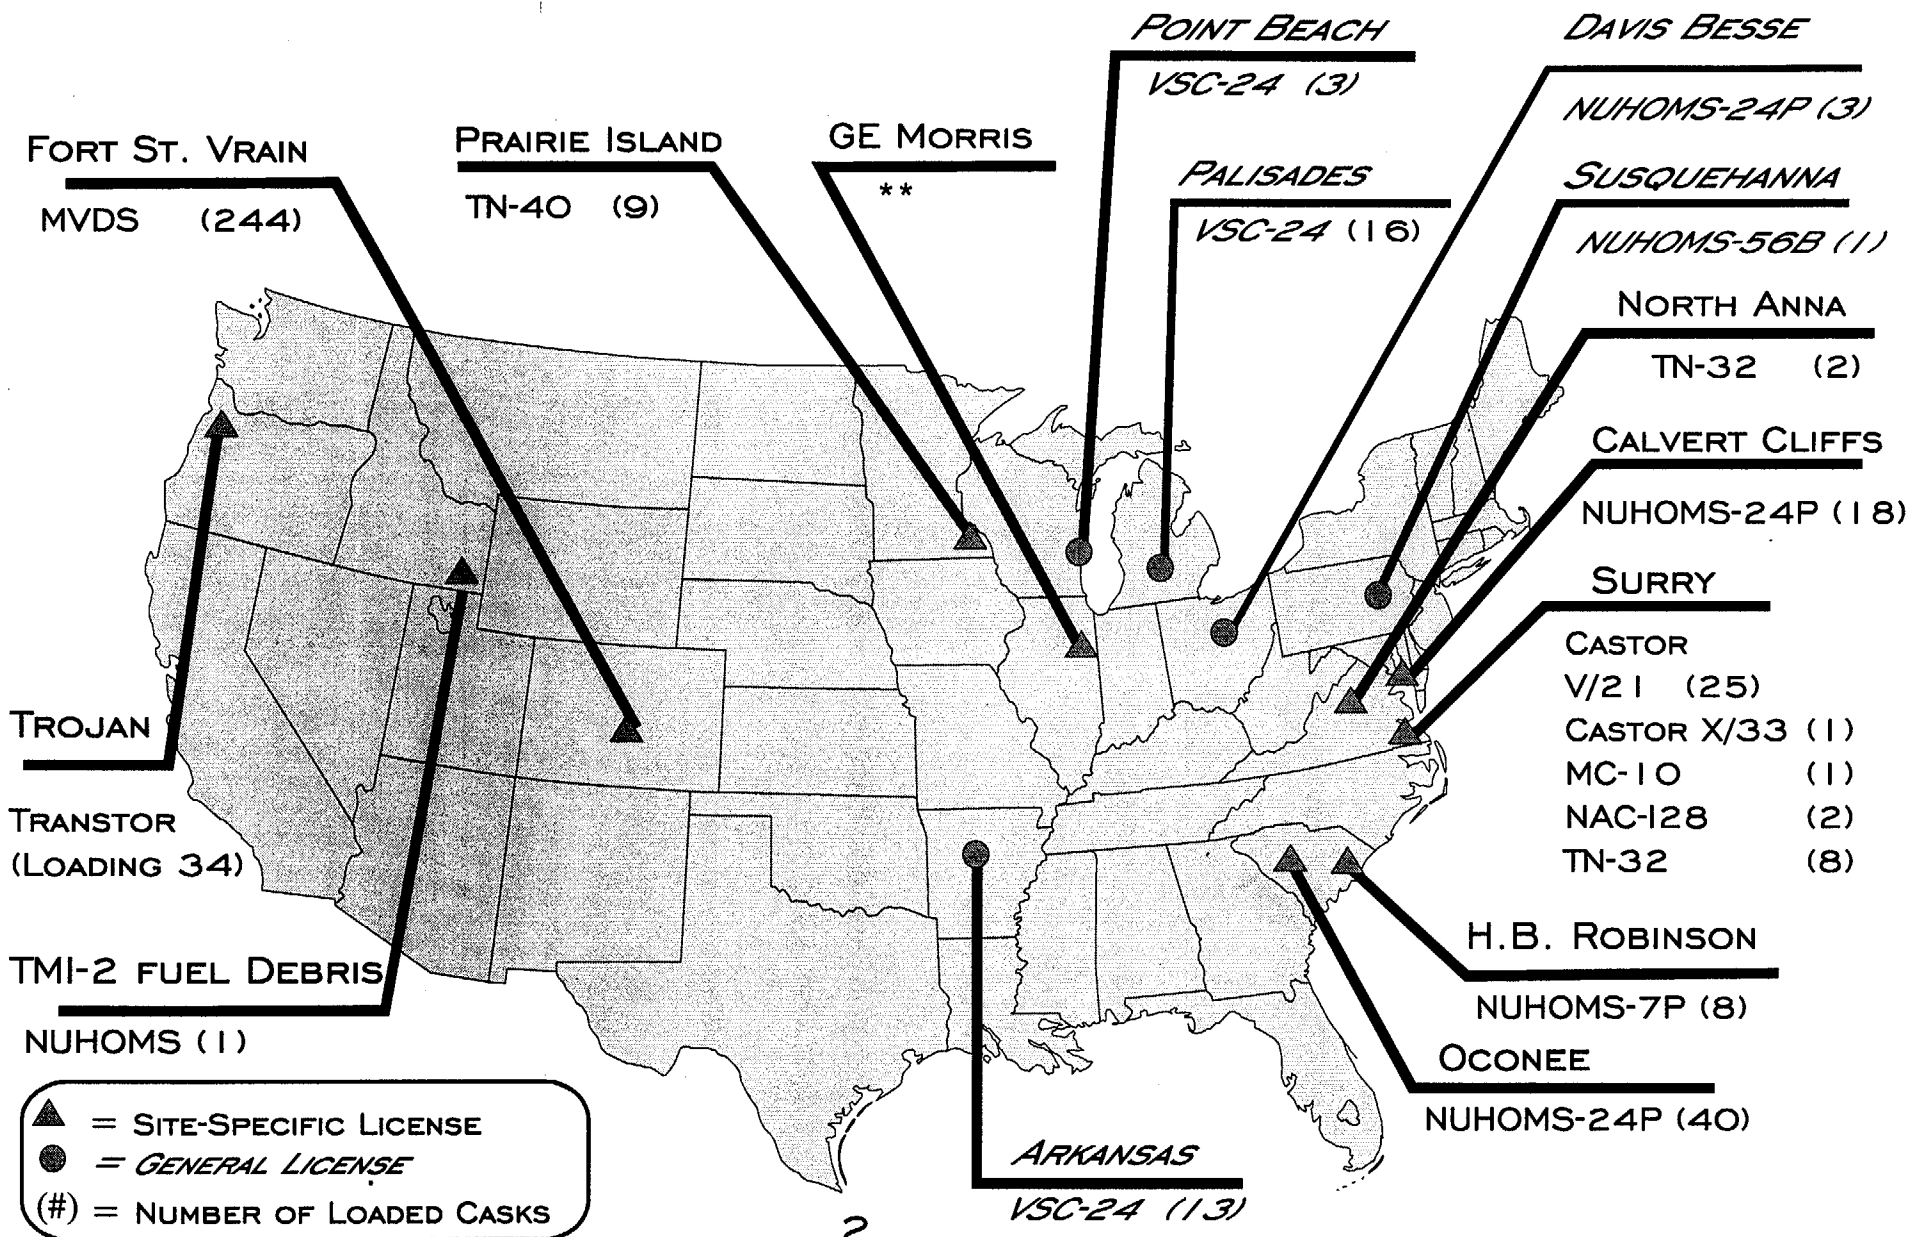 POINT BEACH
VSC-24 (3)
DAVIS BESSE
NUHOMS-24P (3)
FORT ST. VRAIN
MVDS (244)
PRAIRIE ISLAND
TN-40 (9)
GE MORRIS
**
PALISADES
VSC-24 (16)
SUSQUEHANNA
NUHOMS-56B (1)
NORTH ANNA
TN-32 (2)
CALVERT CLIFFS
NUHOMS-24P (18)
SURRY
CASTOR
V/21 (25)
CASTOR X/33 (1)
MC-10 (1)
NAC-128 (2)
TN-32 (8)
TROJAN
TRANSTOR
(LOADING 34)
TMI-2 FUEL DEBRIS
NUHOMS (1)
H.B. ROBINSON
NUHOMS-7P (8)
OCONEE
NUHOMS-24P (40)
ARKANSAS
VSC-24 (13)
= SITE-SPECIFIC LICENSE
= GENERAL LICENSE
(#) = NUMBER OF LOADED CASKS
2